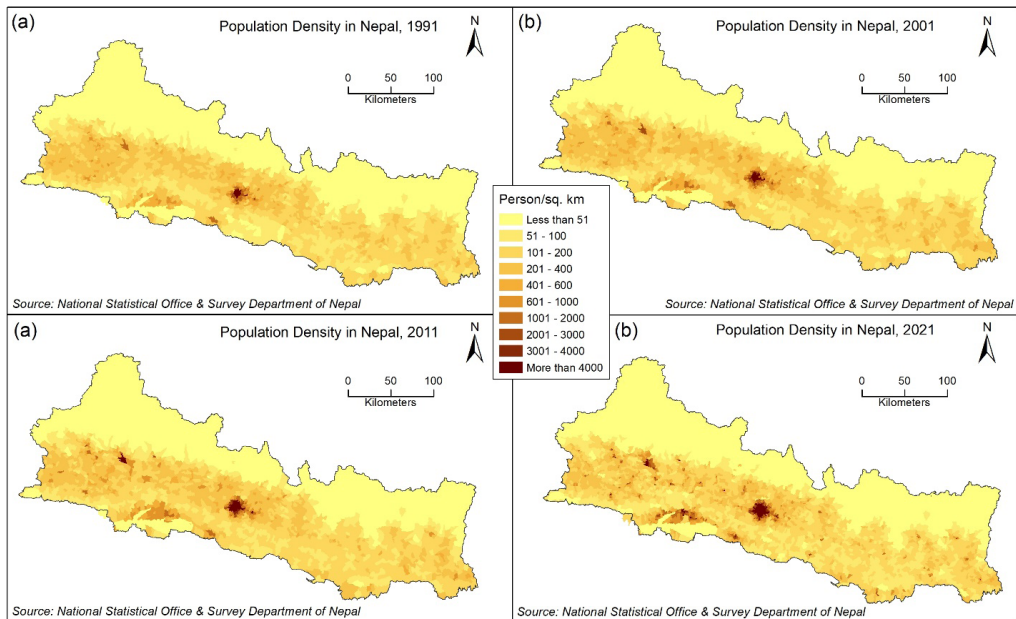 (a)
Population Density in Nepal, 1991
N
0 50 100
Kilometers
Source: National Statistical Office & Survey Department of Nepal
(b)
Population Density in Nepal, 2001
N
0 50 100
Kilometers
Source: National Statistical Office & Survey Department of Nepal
Person/sq. km
Less than 51
51 - 100
101 - 200
201 - 400
401 - 600
601 - 1000
1001 - 2000
2001 - 3000
3001 - 4000
More than 4000
(a)
Population Density in Nepal, 2011
N
0 50 100
Kilometers
Source: National Statistical Office & Survey Department of Nepal
(b)
Population Density in Nepal, 2021
N
0 50 100
Kilometers
Source: National Statistical Office & Survey Department of Nepal